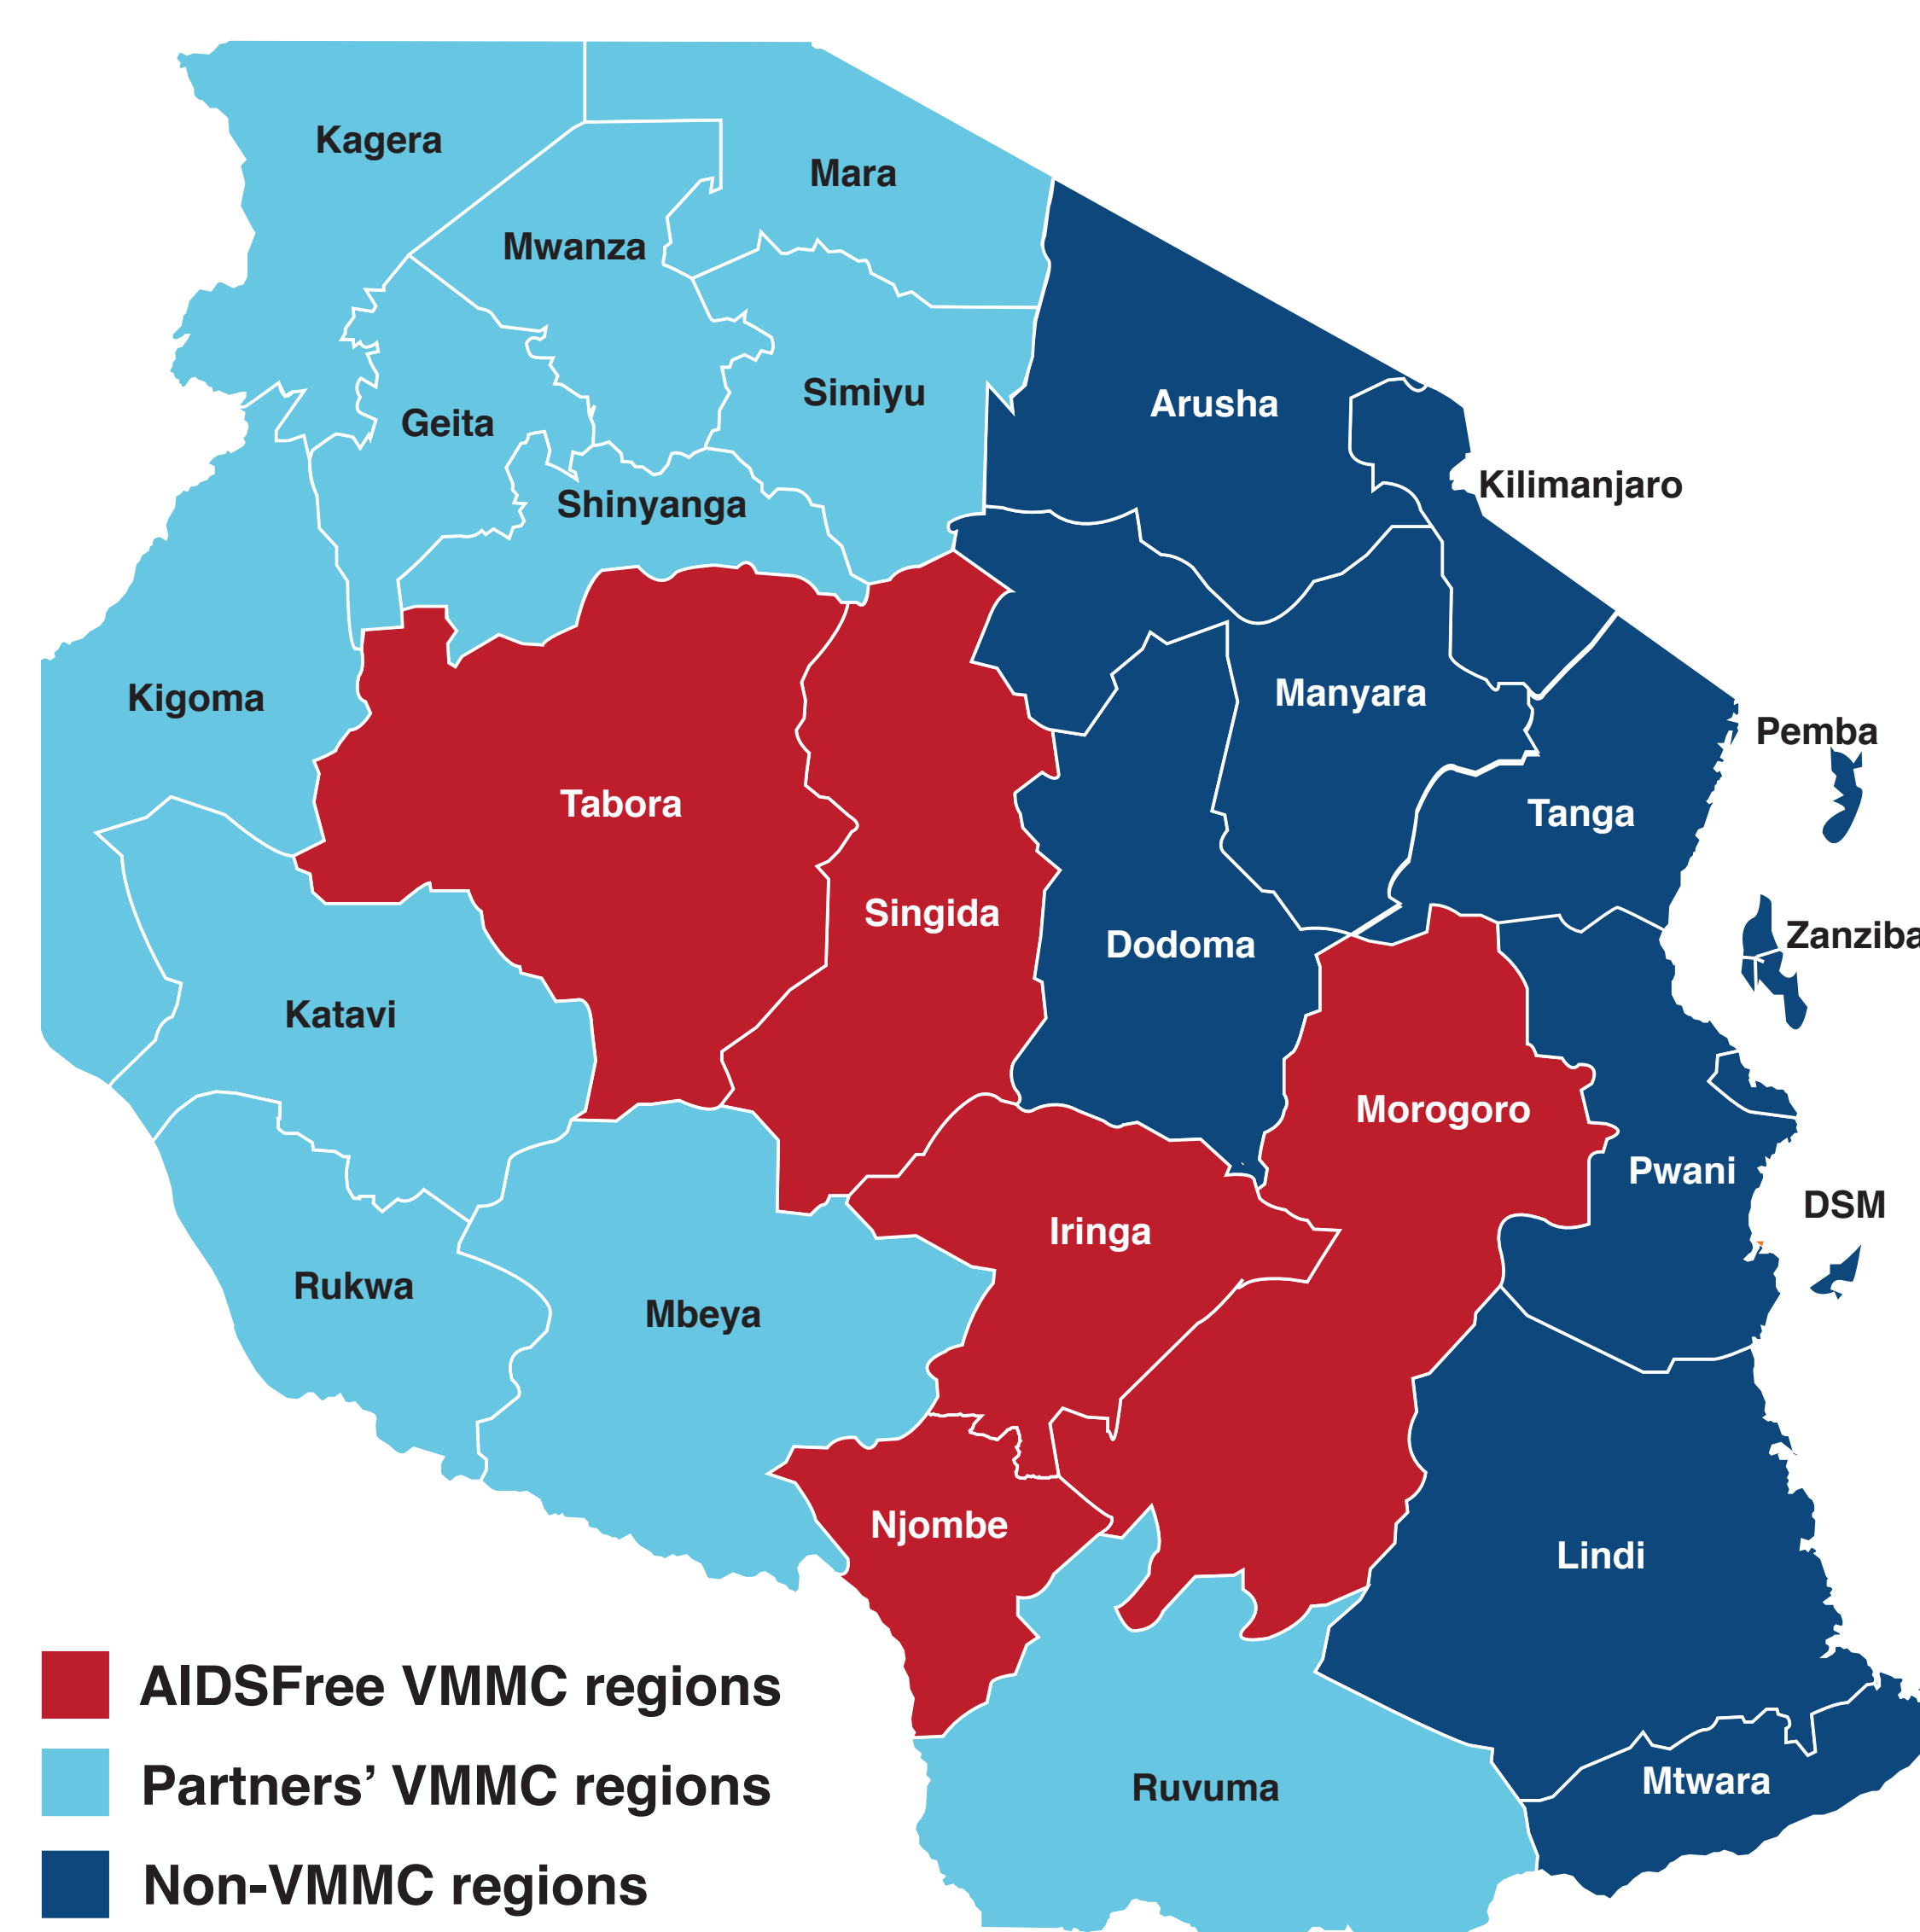 Kagera
Mara
Mwanza
Simiyu
Arusha
Geita
Kilimanjaro
Shinyanga
Manyara
Kigoma
Pemba
Tabora
Tanga
Singida
Zanziba
Dodoma
Katavi
Morogoro
Pwani
DSM
Iringa
Rukwa
Mbeya
Njombe
Lindi
AIDSFree VMMC regions
Mtwara
Partners’ VMMC regions
Ruvuma
Non-VMMC regions